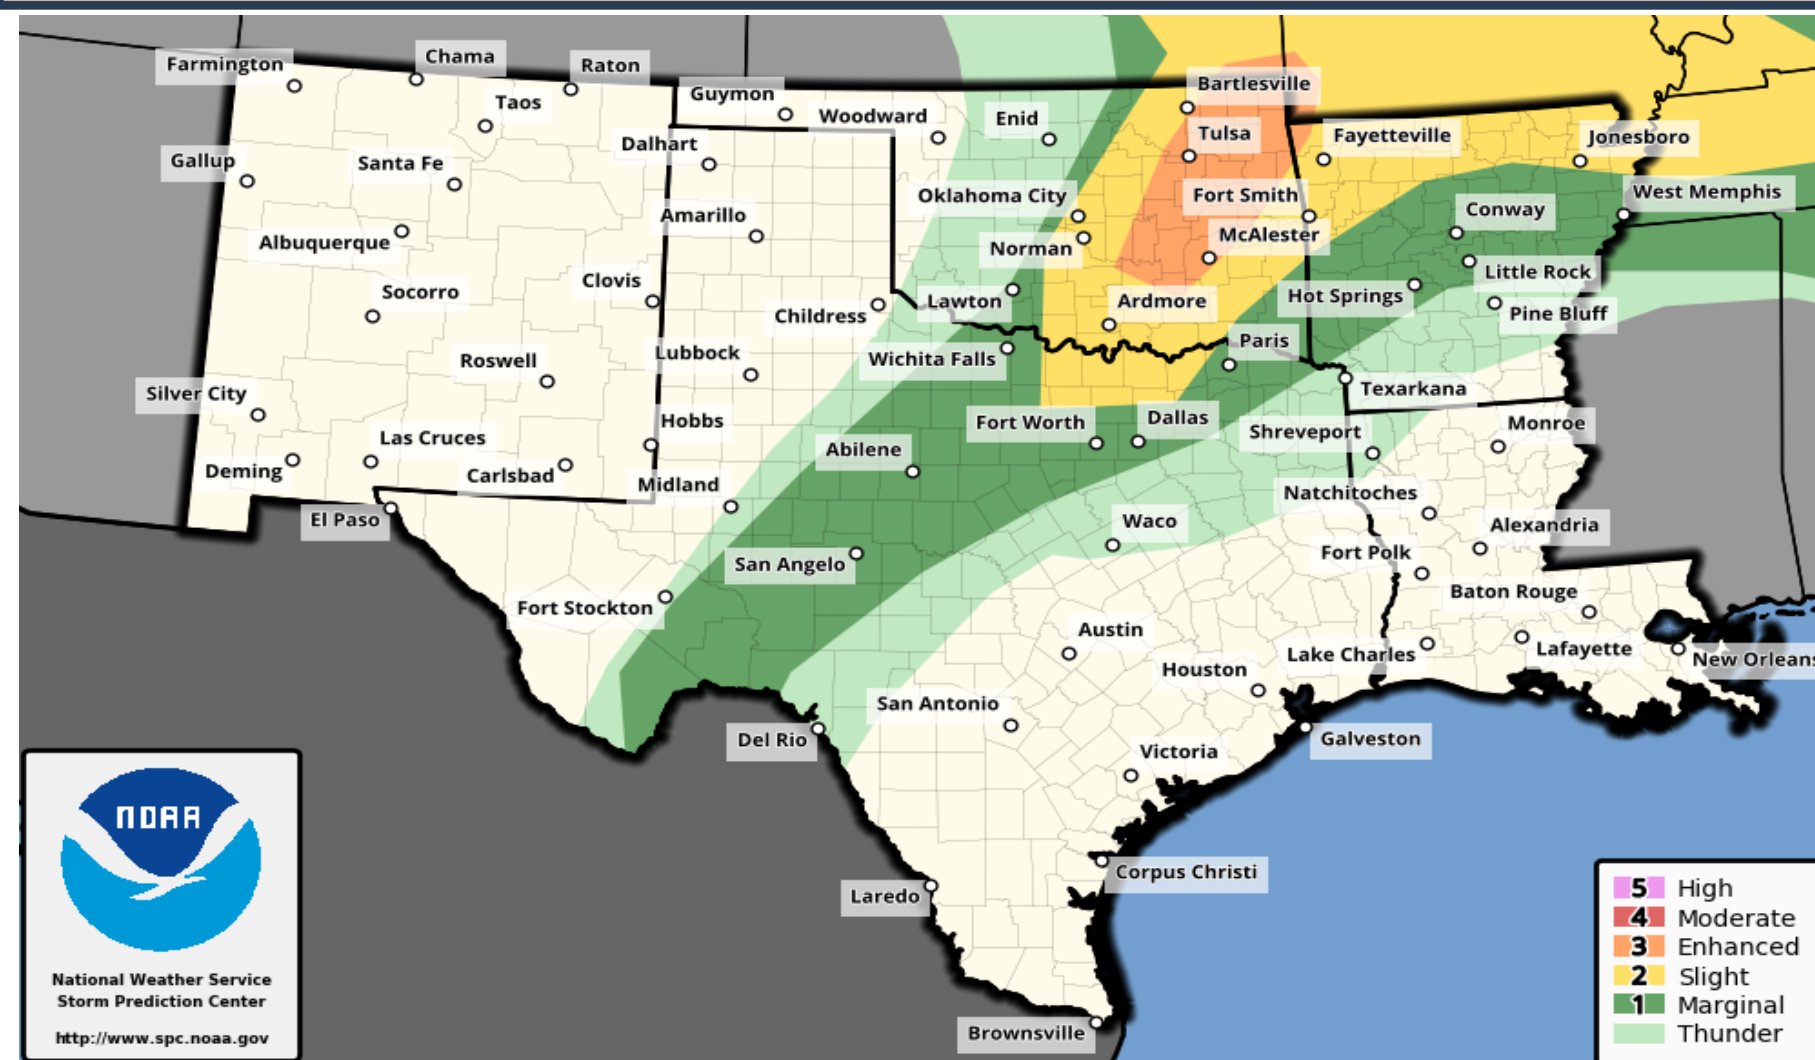 Farmington
Chama
Raton
Taos
Guymon
Woodward
Enid
Bartlesville
Tulsa
Fayetteville
Jonesboro
Gallup
Santa Fe
Dalhart
Oklahoma City
Fort Smith
West Memphis
Conway
Albuquerque
Amarillo
Norman
McAlester
Socorro
Clovis
Childress
Lawton
Ardmore
Hot Springs
Little Rock
Pine Bluff
Roswell
Lubbock
Wichita Falls
Paris
Texarkana
Silver City
Las Cruces
Hobbs
Fort Worth
Dallas
Shreveport
Monroe
Deming
Carlsbad
Midland
Abilene
Natchitoches
El Paso
Waco
Alexandria
San Angelo
Fort Polk
Fort Stockton
Baton Rouge
Austin
Houston
Lake Charles
Lafayette
New Orleans
San Antonio
Del Rio
Galveston
Victoria
Corpus Christi
Laredo
Brownsville
NOAA
National Weather Service
Storm Prediction Center
http://www.spc.noaa.gov
5 High
4 Moderate
3 Enhanced
2 Slight
1 Marginal
Thunder